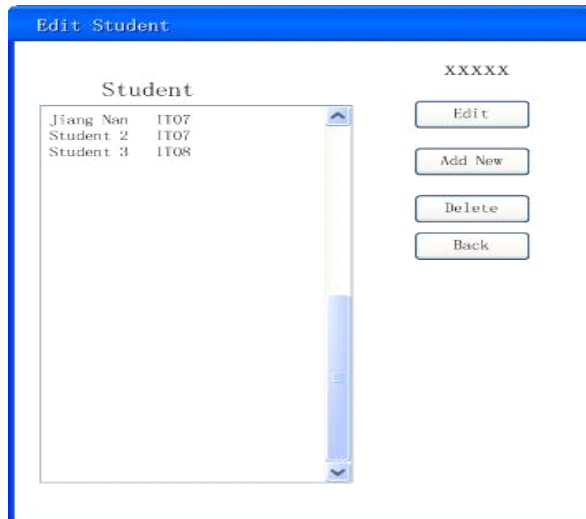 Edit Student
xxxxx
Student
Jiang Nan IT07
Student 2 IT07
Student 3 IT08
Edit
Add New
Delete
Back